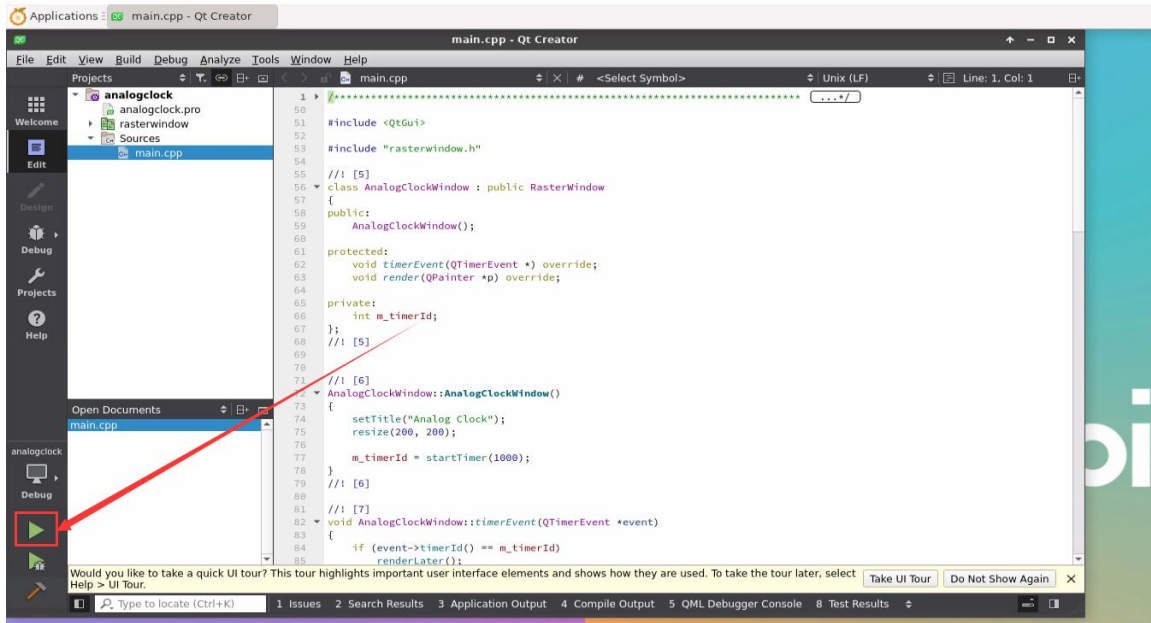 Applications
main.cpp - Qt Creator
main.cpp - Qt Creator
File Edit View Build Debug Analyze Tools Window Help
Projects
main.cpp
# <Select Symbol>
Unix (LF)
Line: 1, Col: 1
Welcome
Edit
Design
Debug
Projects
Help
analogclock
analogclock.pro
rasterwindow
Sources
main.cpp
Open Documents
main.cpp
analogclock
Debug
1 /**************************************************************************** ...*/
50
51 #include <QtGui>
52
53 #include "rasterwindow.h"
54
55 //! [5]
56 class AnalogClockWindow : public RasterWindow
57 {
58 public:
59 AnalogClockWindow();
60
61 protected:
62 void timerEvent(QTimerEvent *) override;
63 void render(QPainter *p) override;
64
65 private:
66 int m_timerId;
67 };
68 //! [5]
69
70
71 //! [6]
72 AnalogClockWindow::AnalogClockWindow()
73 {
74 setTitle("Analog Clock");
75 resize(200, 200);
76
77 m_timerId = startTimer(1000);
78 }
79 //! [6]
80
81 //! [7]
82 void AnalogClockWindow::timerEvent(QTimerEvent *event)
83 {
84 if (event->timerId() == m_timerId)
85 renderLater();
Would you like to take a quick UI tour? This tour highlights important user interface elements and shows how they are used. To take the tour later, select
Help > UI Tour.
Take UI Tour
Do Not Show Again
Type to locate (Ctrl+K)
1 Issues 2 Search Results 3 Application Output 4 Compile Output 5 QML Debugger Console 8 Test Results
pi